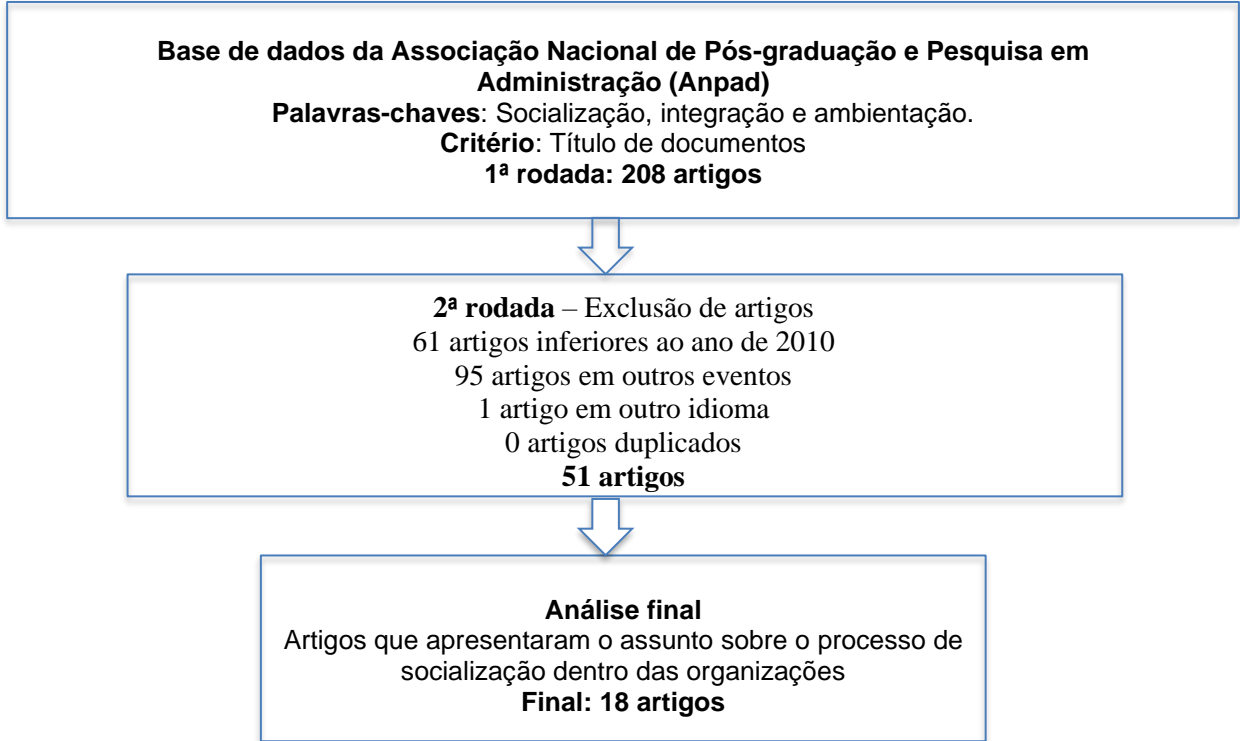 Base de dados da Associação Nacional de Pós-graduação e Pesquisa em
Administração (Anpad)
Palavras-chaves: Socialização, integração e ambientação.
Critério: Título de documentos
1ª rodada: 208 artigos
2ª rodada – Exclusão de artigos
61 artigos inferiores ao ano de 2010
95 artigos em outros eventos
1 artigo em outro idioma
0 artigos duplicados
51 artigos
Análise final
Artigos que apresentaram o assunto sobre o processo de
socialização dentro das organizações
Final: 18 artigos